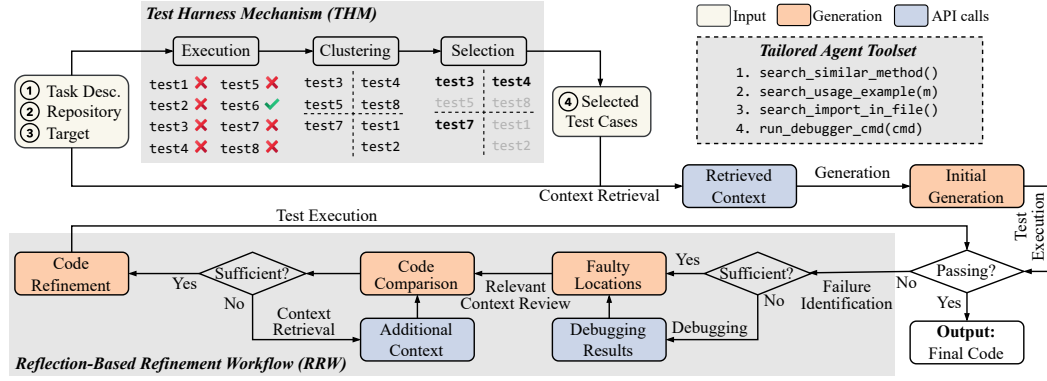 Test Harness Mechanism (THM)
Input
Generation
API calls
Execution
Clustering
Selection
① Task Desc.
② Repository
③ Target
test1 ❌ test5 ❌
test2 ❌ test6 ✓
test3 ❌ test7 ❌
test4 ❌ test8 ❌
test3 test4
test5 test8
test7 test1
test2
test3 test4
test5 test8
test7 test1
test2
④ Selected
Test Cases
Tailored Agent Toolset
1. search_similar_method()
2. search_usage_example(m)
3. search_import_in_file()
4. run_debugger_cmd(cmd)
Context Retrieval
Retrieved
Context
Generation
Initial
Generation
Test
Execution
Test Execution
Code
Refinement
Yes
Sufficient?
No
Context
Retrieval
Code
Comparison
Additional
Context
Relevant
Context Review
Faulty
Locations
Debugging
Results
Yes
Sufficient?
No
Debugging
Failure
Identification
No
Passing?
Yes
Output:
Final Code
Reflection-Based Refinement Workflow (RRW)